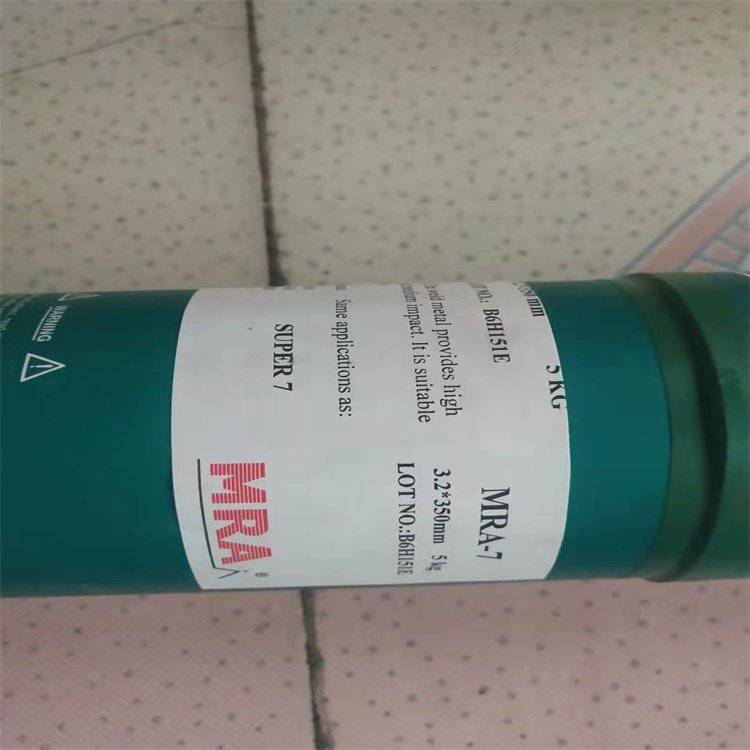 mm
5 KG
NO.: B6H151E
weld metal provides high
impact. It is suitable
Same applications as:
SUPER 7
MRA-7
3.2*350mm 5 kg
LOT NO.:B6H151E
MRA®
WARNING